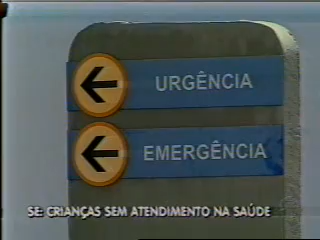 URGÊNCIA
EMERGÊNCIA
SE: CRIANÇAS SEM ATENDIMENTO NA SAÚDE